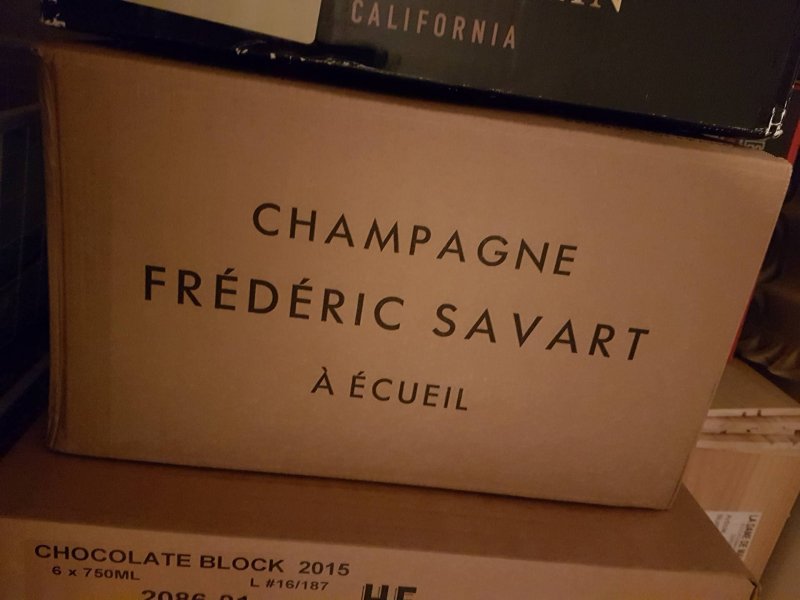 CALIFORNIA
CHAMPAGNE
FRÉDÉRIC SAVART
À ÉCUEIL
CHOCOLATE BLOCK 2015
6 x 750ML
L #16/187